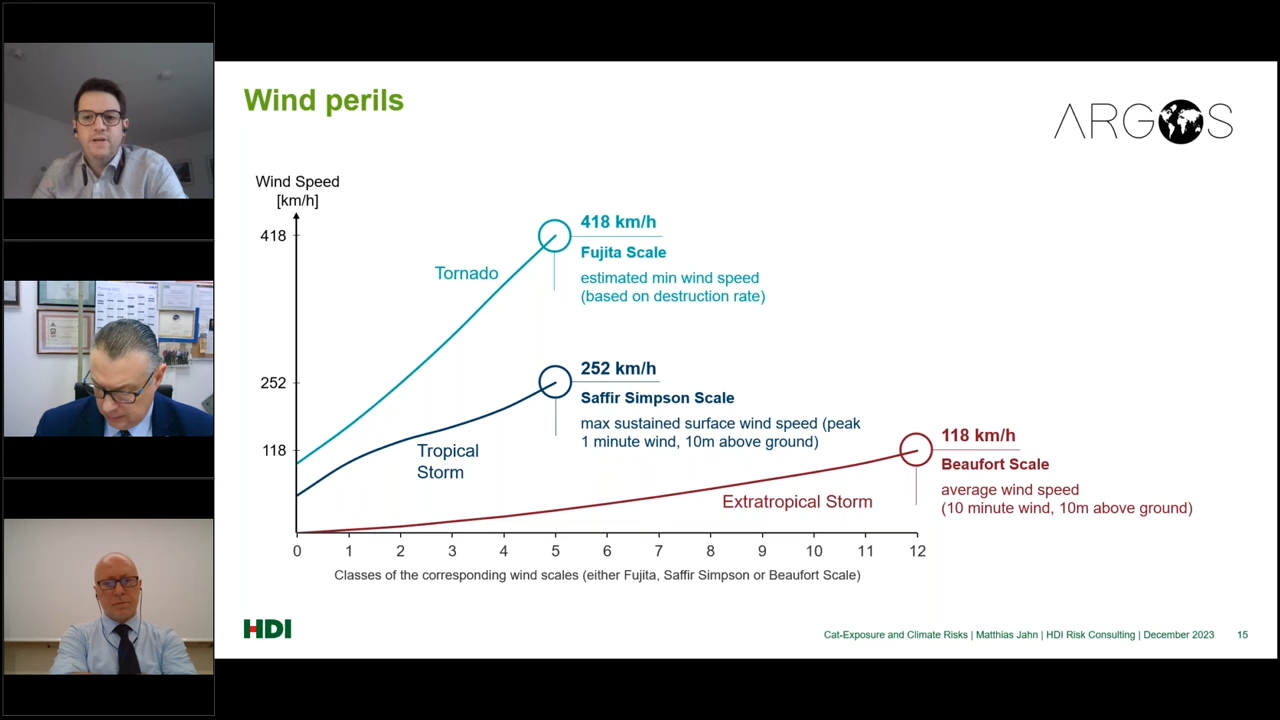 Wind perils
ARGOS
Wind Speed
[km/h]
418
252
118
Tornado
418 km/h
Fujita Scale
estimated min wind speed
(based on destruction rate)
Tropical
Storm
252 km/h
Saffir Simpson Scale
max sustained surface wind speed (peak
1 minute wind, 10m above ground)
Extratropical Storm
118 km/h
Beaufort Scale
average wind speed
(10 minute wind, 10m above ground)
0 1 2 3 4 5 6 7 8 9 10 11 12
Classes of the corresponding wind scales (either Fujita, Saffir Simpson or Beaufort Scale)
HDI
Cat-Exposure and Climate Risks | Matthias Jahn | HDI Risk Consulting | December 2023 15